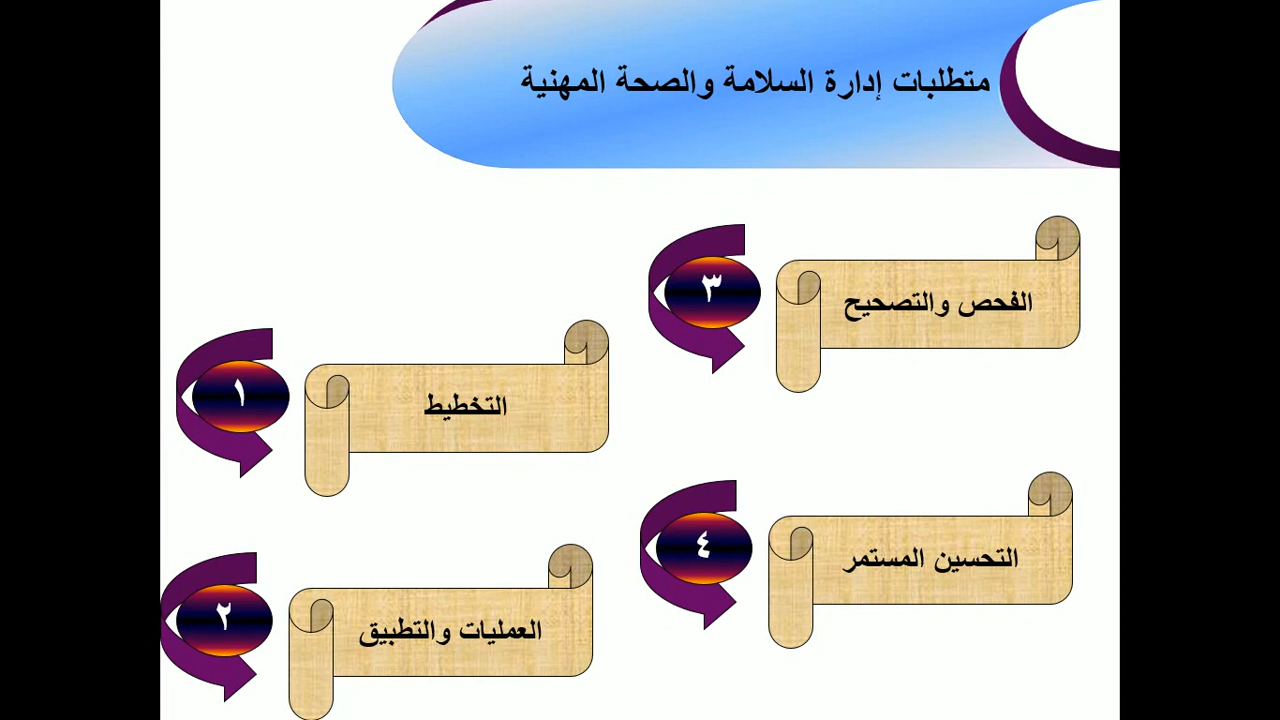 متطلبات إدارة السلامة والصحة المهنية
١
التخطيط
٢
العمليات والتطبيق
٣
الفحص والتصحيح
٤
التحسين المستمر